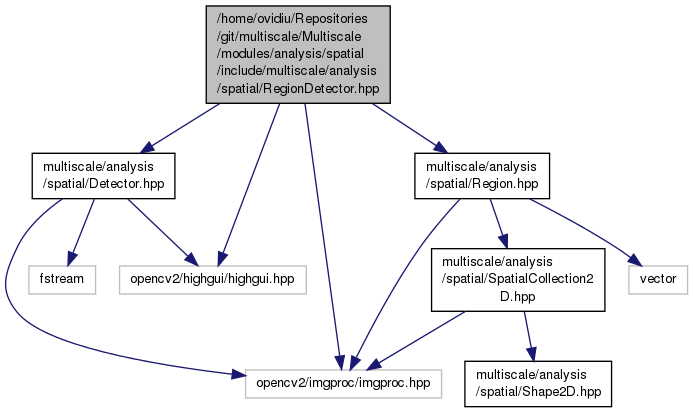 /home/ovidiu/Repositories
/git/multiscale/Multiscale
/modules/analysis/spatial
/include/multiscale/analysis
/spatial/RegionDetector.hpp
multiscale/analysis
/spatial/Detector.hpp
multiscale/analysis
/spatial/Region.hpp
fstream
opencv2/highgui/highgui.hpp
multiscale/analysis
/spatial/SpatialCollection2
D.hpp
vector
opencv2/imgproc/imgproc.hpp
multiscale/analysis
/spatial/Shape2D.hpp